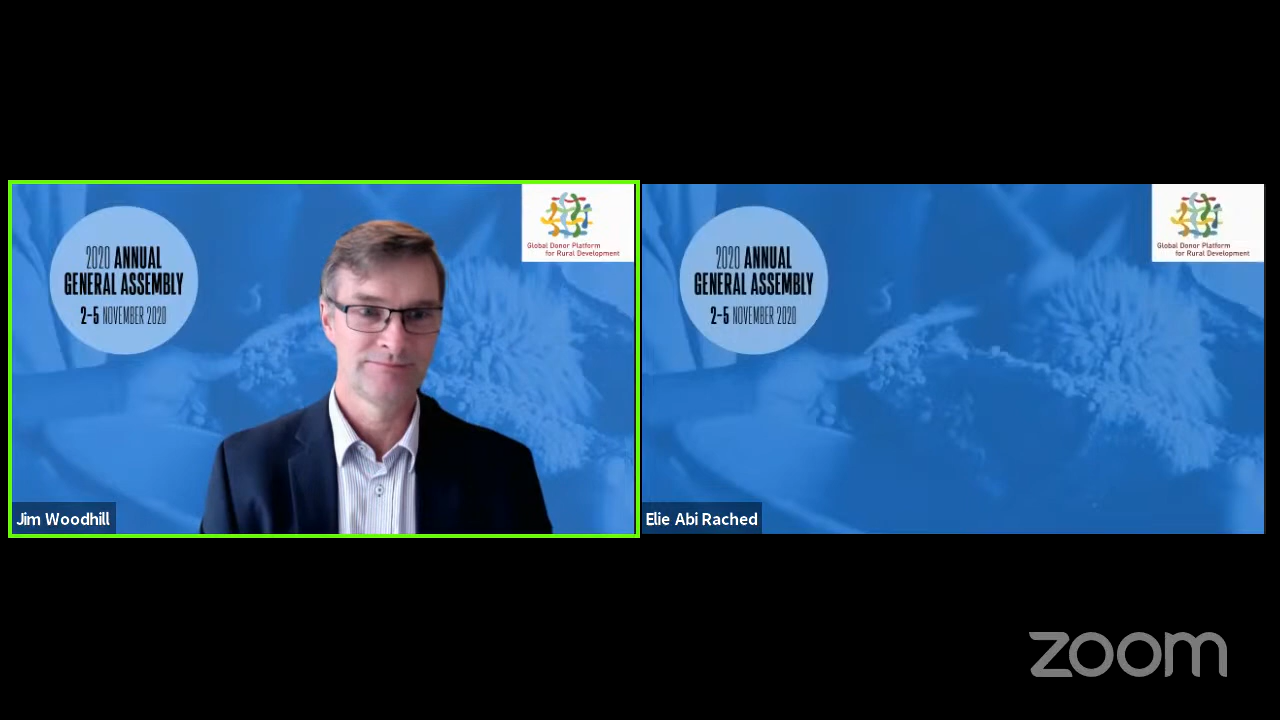 2020 ANNUAL
GENERAL ASSEMBLY
2-5 NOVEMBER 2020
Global Donor Platform
for Rural Development
Jim Woodhill
2020 ANNUAL
GENERAL ASSEMBLY
2-5 NOVEMBER 2020
Global Donor Platform
for Rural Development
Elie Abi Rached
zoom